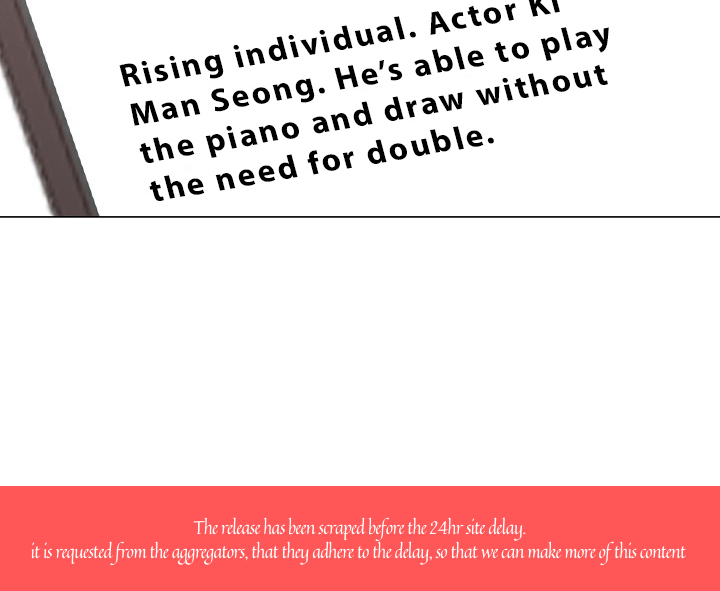 Rising individual. Actor Ki
Man Seong. He's able to play
the piano and draw without
the need for double.
The release has been scraped before the 24hr site delay.
it is requested from the aggregators, that they adhere to the delay, so that we can make more of this content